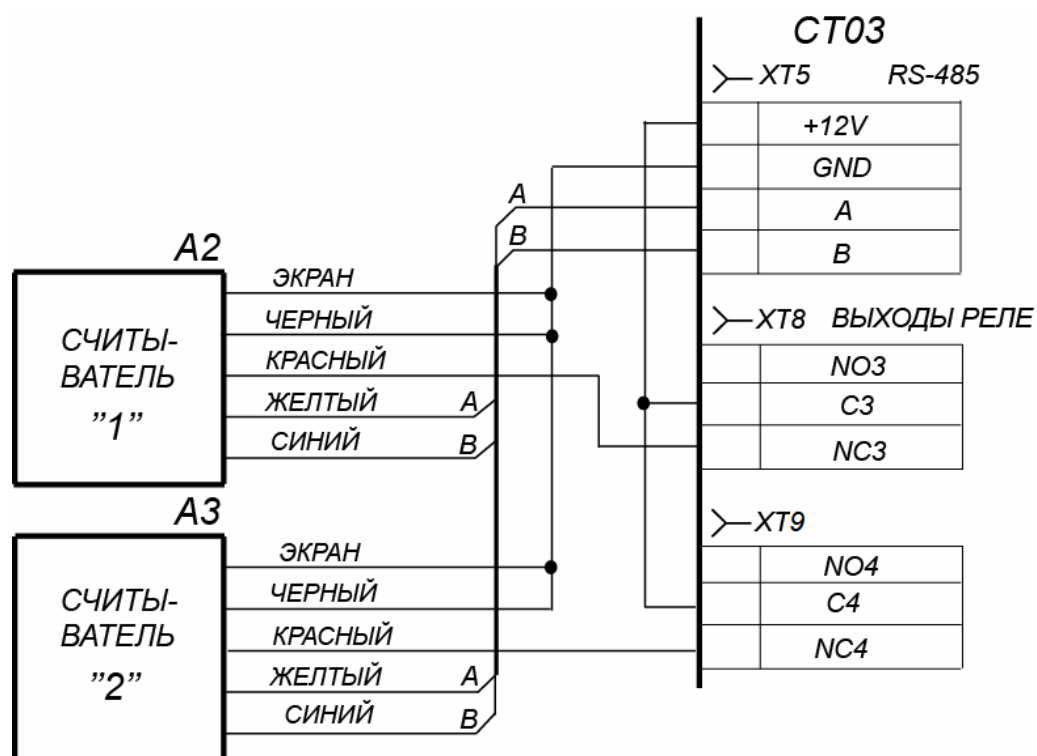 CT03
XT5 RS-485
+12V
GND
A
B
A
B
A2
СЧИТЫ-
ВАТЕЛЬ
"1"
ЭКРАН
ЧЕРНЫЙ
КРАСНЫЙ
ЖЕЛТЫЙ A
СИНИЙ B
XT8 ВЫХОДЫ РЕЛЕ
NO3
C3
NC3
A3
СЧИТЫ-
ВАТЕЛЬ
"2"
ЭКРАН
ЧЕРНЫЙ
КРАСНЫЙ
ЖЕЛТЫЙ A
СИНИЙ B
XT9
NO4
C4
NC4